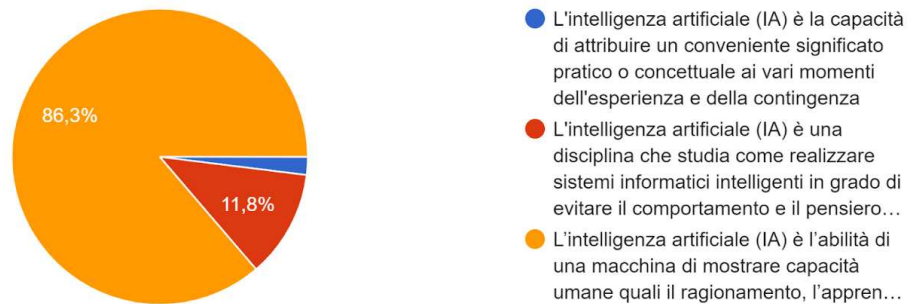 86,3%
11,8%
L'intelligenza artificiale (IA) è la capacità
di attribuire un conveniente significato
pratico o concettuale ai vari momenti
dell'esperienza e della contingenza
L'intelligenza artificiale (IA) è una
disciplina che studia come realizzare
sistemi informatici intelligenti in grado di
evitare il comportamento e il pensiero…
L’intelligenza artificiale (IA) è l’abilità di
una macchina di mostrare capacità
umane quali il ragionamento, l’appren…